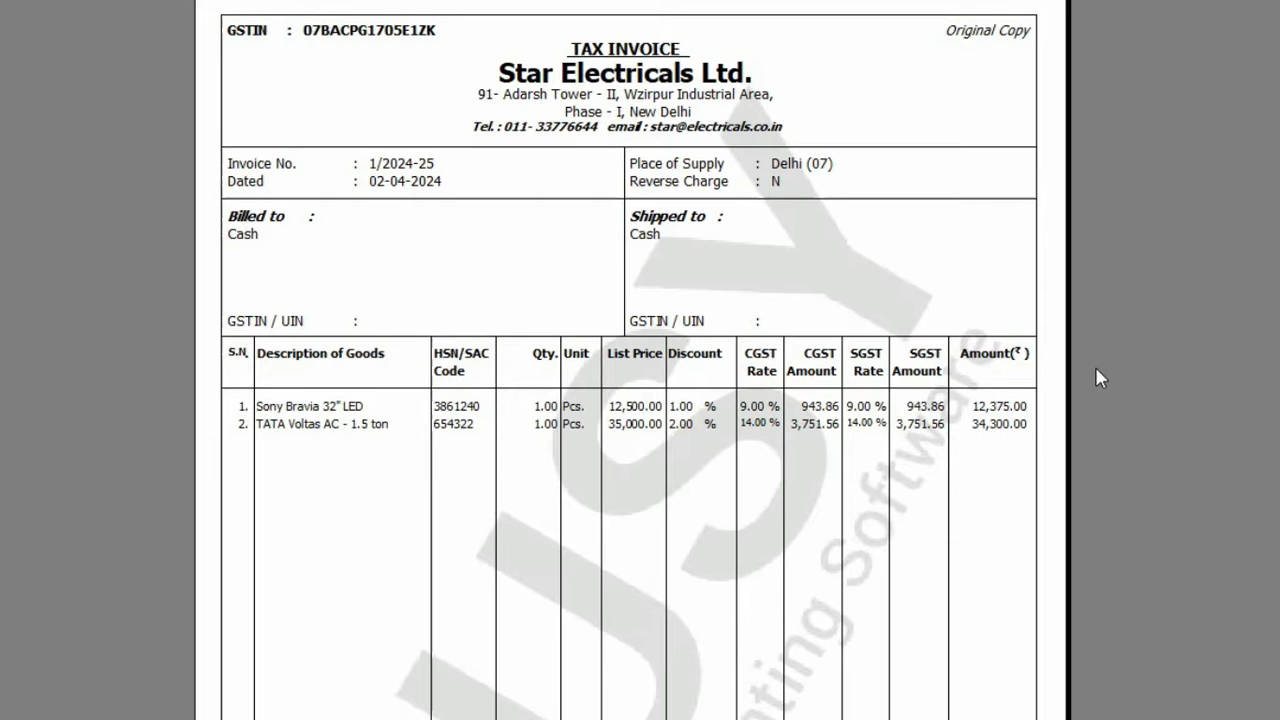 GSTIN : 07BACPG1705E1ZK Original Copy
TAX INVOICE
Star Electricals Ltd.
91- Adarsh Tower - II, Wzirpur Industrial Area,
Phase - I, New Delhi
Tel. : 011- 33776644 email : star@electricals.co.in
Invoice No. : 1/2024-25 Place of Supply : Delhi (07)
Dated : 02-04-2024 Reverse Charge : N
Billed to : Shipped to :
Cash Cash
GSTIN / UIN : GSTIN / UIN :
S.N. Description of Goods HSN/SAC Qty. Unit List Price Discount CGST CGST SGST SGST Amount(₹ )
Code Rate Amount Rate Amount
1. Sony Bravia 32" LED 3861240 1.00 Pcs. 12,500.00 1.00 % 9.00 % 943.86 9.00 % 943.86 12,375.00
2. TATA Voltas AC - 1.5 ton 654322 1.00 Pcs. 35,000.00 2.00 % 14.00 % 3,751.56 14.00 % 3,751.56 34,300.00
USY
nting Software